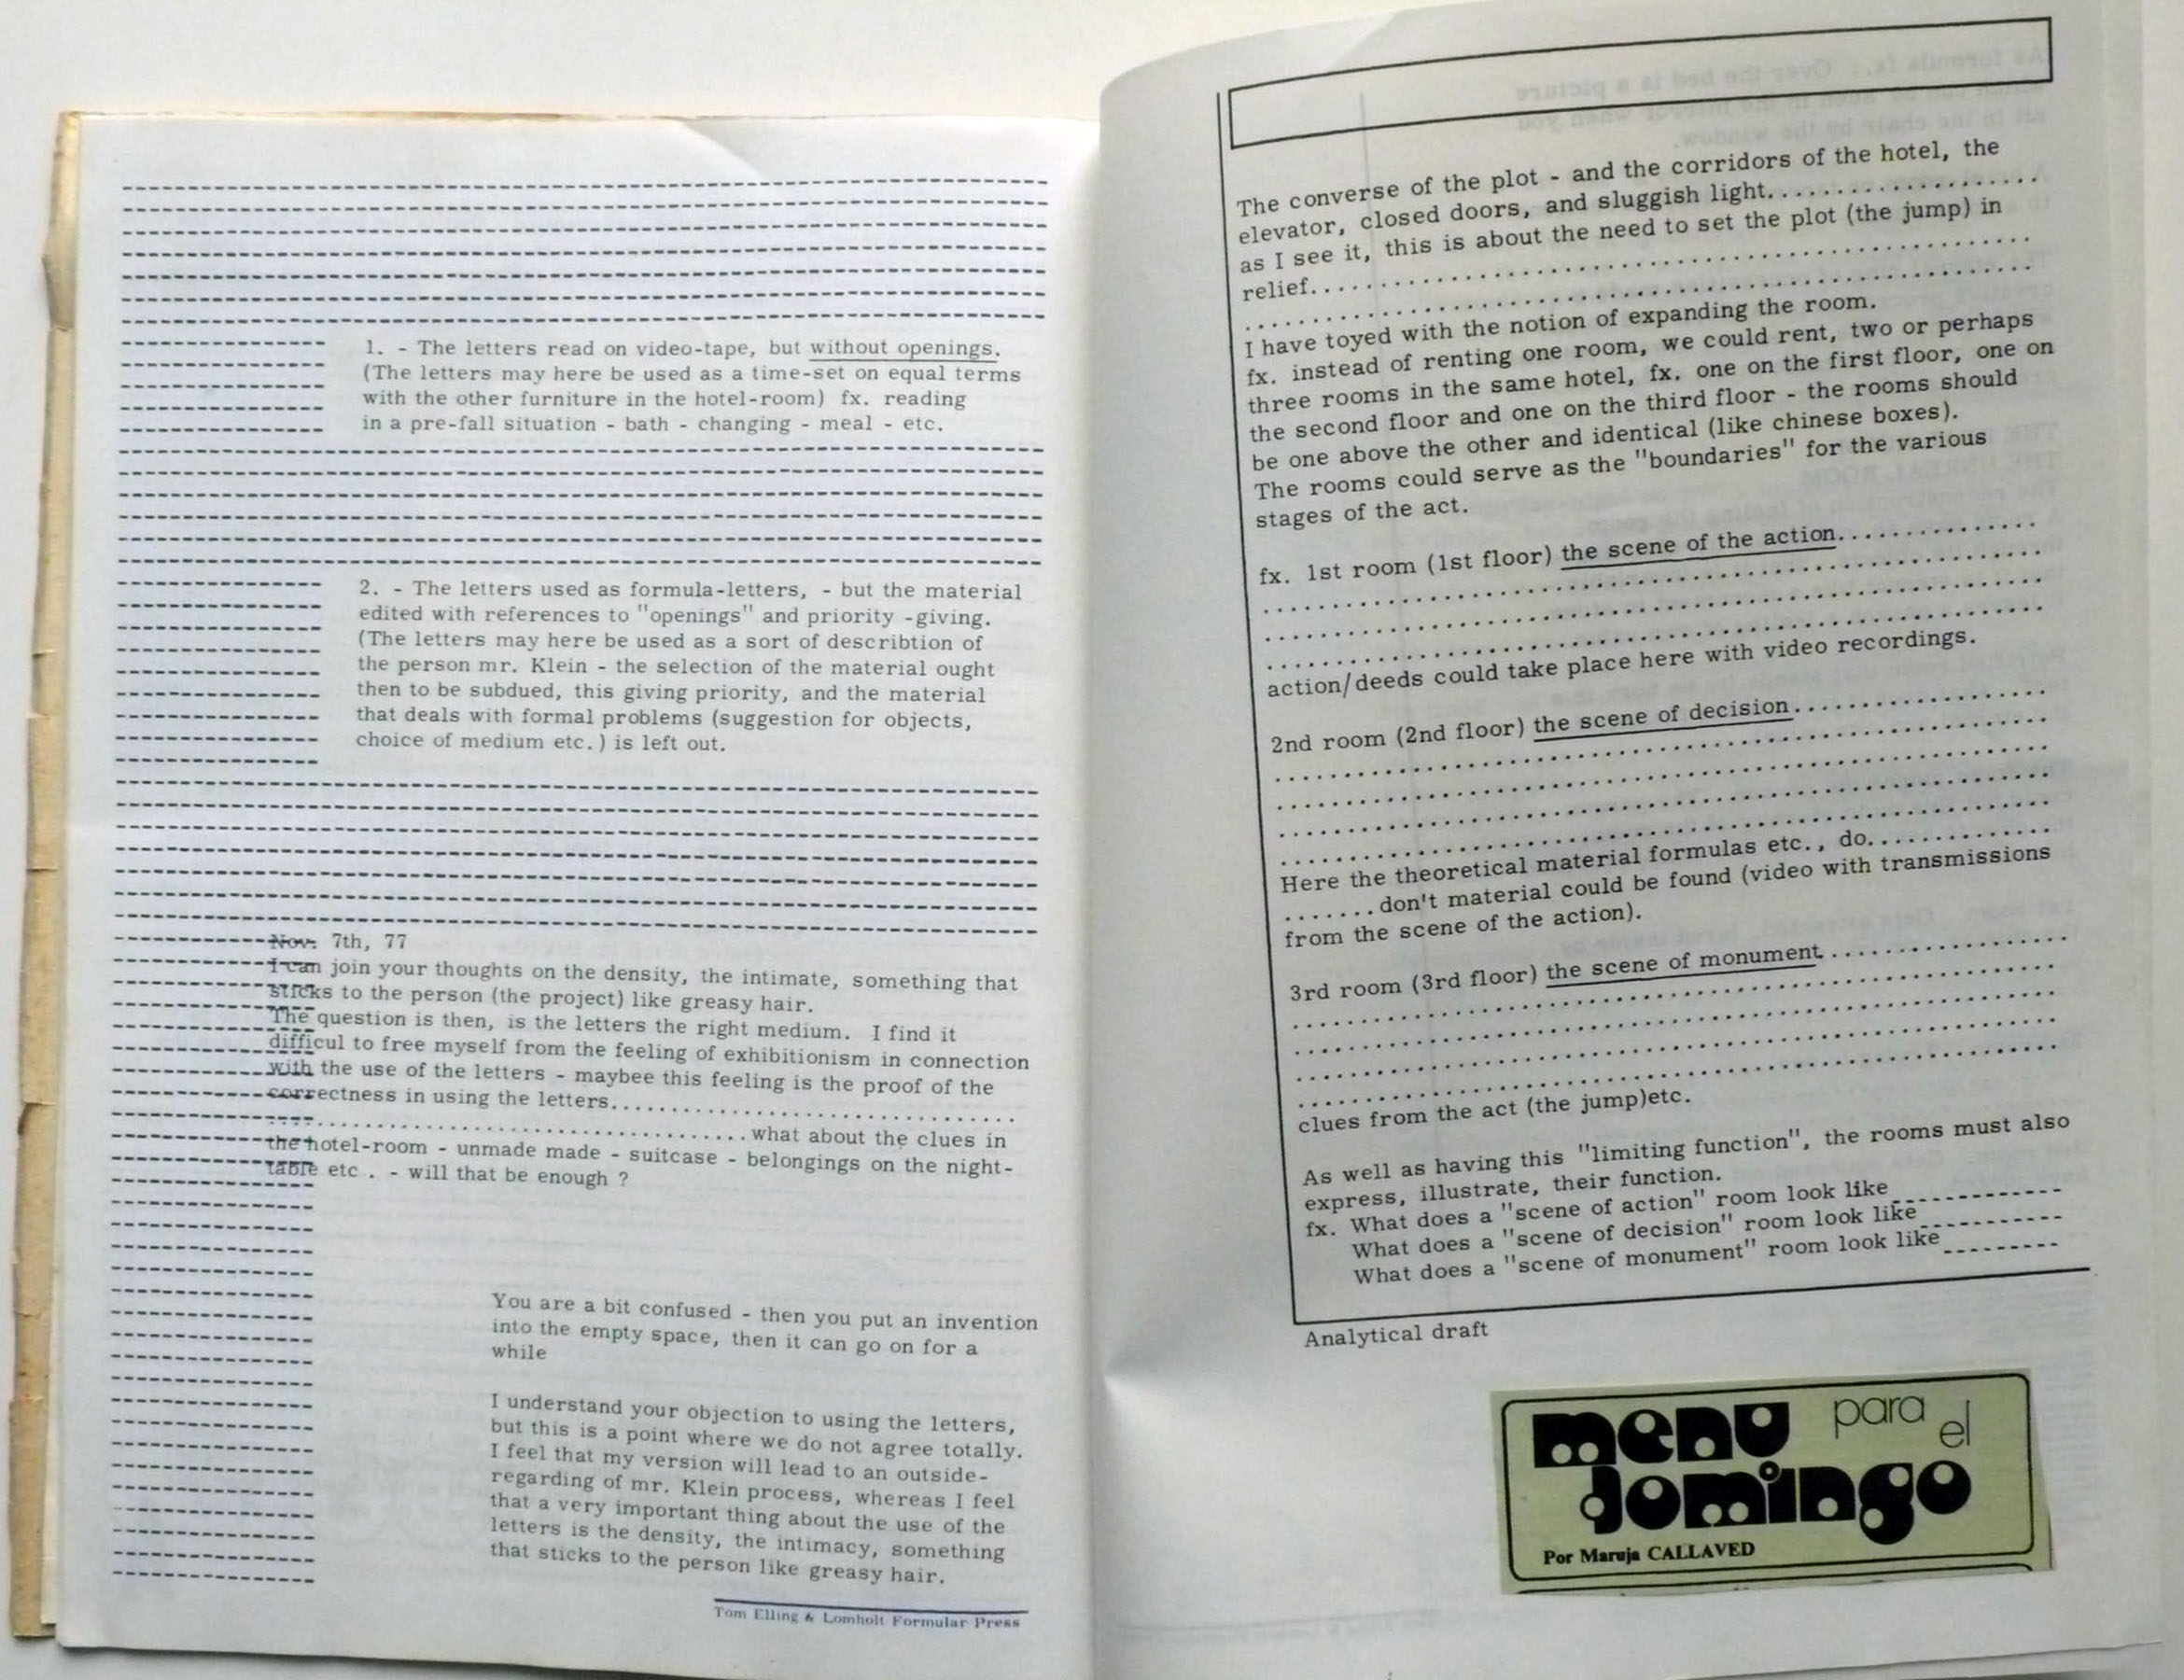 1. - The letters read on video-tape, but without openings.
(The letters may here be used as a time-set on equal terms
with the other furniture in the hotel-room) fx. reading
in a pre-fall situation - bath - changing - meal - etc.
2. - The letters used as formula-letters, - but the material
edited with references to "openings" and priority -giving.
(The letters may here be used as a sort of describtion of
the person mr. Klein - the selection of the material ought
then to be subdued, this giving priority, and the material
that deals with formal problems (suggestion for objects,
choice of medium etc.) is left out.
Nov. 7th, 77
I can join your thoughts on the density, the intimate, something that
sticks to the person (the project) like greasy hair.
The question is then, is the letters the right medium. I find it
difficul to free myself from the feeling of exhibitionism in connection
with the use of the letters - maybee this feeling is the proof of the
correctness in using the letters..................................
.......................................what about the clues in
the hotel-room - unmade made - suitcase - belongings on the night-
table etc . - will that be enough ?
You are a bit confused - then you put an invention
into the empty space, then it can go on for a
while
I understand your objection to using the letters,
but this is a point where we do not agree totally.
I feel that my version will lead to an outside-
regarding of mr. Klein process, whereas I feel
that a very important thing about the use of the
letters is the density, the intimacy, something
that sticks to the person like greasy hair.
Tom Elling & Lomholt Formular Press
The converse of the plot - and the corridors of the hotel, the
elevator, closed doors, and sluggish light....................
as I see it, this is about the need to set the plot (the jump) in
relief.......................................................
I have toyed with the notion of expanding the room.
fx. instead of renting one room, we could rent, two or perhaps
three rooms in the same hotel, fx. one on the first floor, one on
the second floor and one on the third floor - the rooms should
be one above the other and identical (like chinese boxes).
The rooms could serve as the "boundaries" for the various
stages of the act.
fx. 1st room (1st floor) the scene of the action...............
action/deeds could take place here with video recordings.
2nd room (2nd floor) the scene of decision...................
Here the theoretical material formulas etc., do..............
.......don't material could be found (video with transmissions
from the scene of the action).
3rd room (3rd floor) the scene of monument..................
clues from the act (the jump)etc.
As well as having this "limiting function", the rooms must also
express, illustrate, their function.
fx. What does a "scene of action" room look like____________
What does a "scene of decision" room look like__________
What does a "scene of monument" room look like_________
Analytical draft
menu para el
domingo
Por Maruja CALLAVED